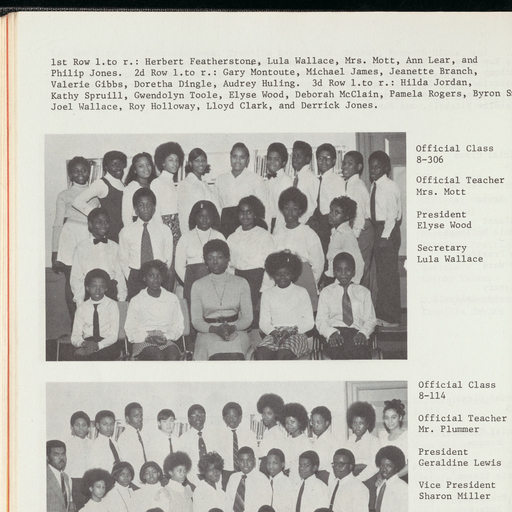 1st Row l.to r.: Herbert Featherstone, Lula Wallace, Mrs. Mott, Ann Lear, and
Philip Jones.  2d Row l.to r.: Gary Montoute, Michael James, Jeanette Branch,
Valerie Gibbs, Doretha Dingle, Audrey Huling.  3d Row l.to r.: Hilda Jordan,
Kathy Spruill, Gwendolyn Toole, Elyse Wood, Deborah McClain, Pamela Rogers, Byron
Joel Wallace, Roy Holloway, Lloyd Clark, and Derrick Jones.
Official Class
8-306
Official Teacher
Mrs. Mott
President
Elyse Wood
Secretary
Lula Wallace
Official Class
8-114
Official Teacher
Mr. Plummer
President
Geraldine Lewis
Vice President
Sharon Miller